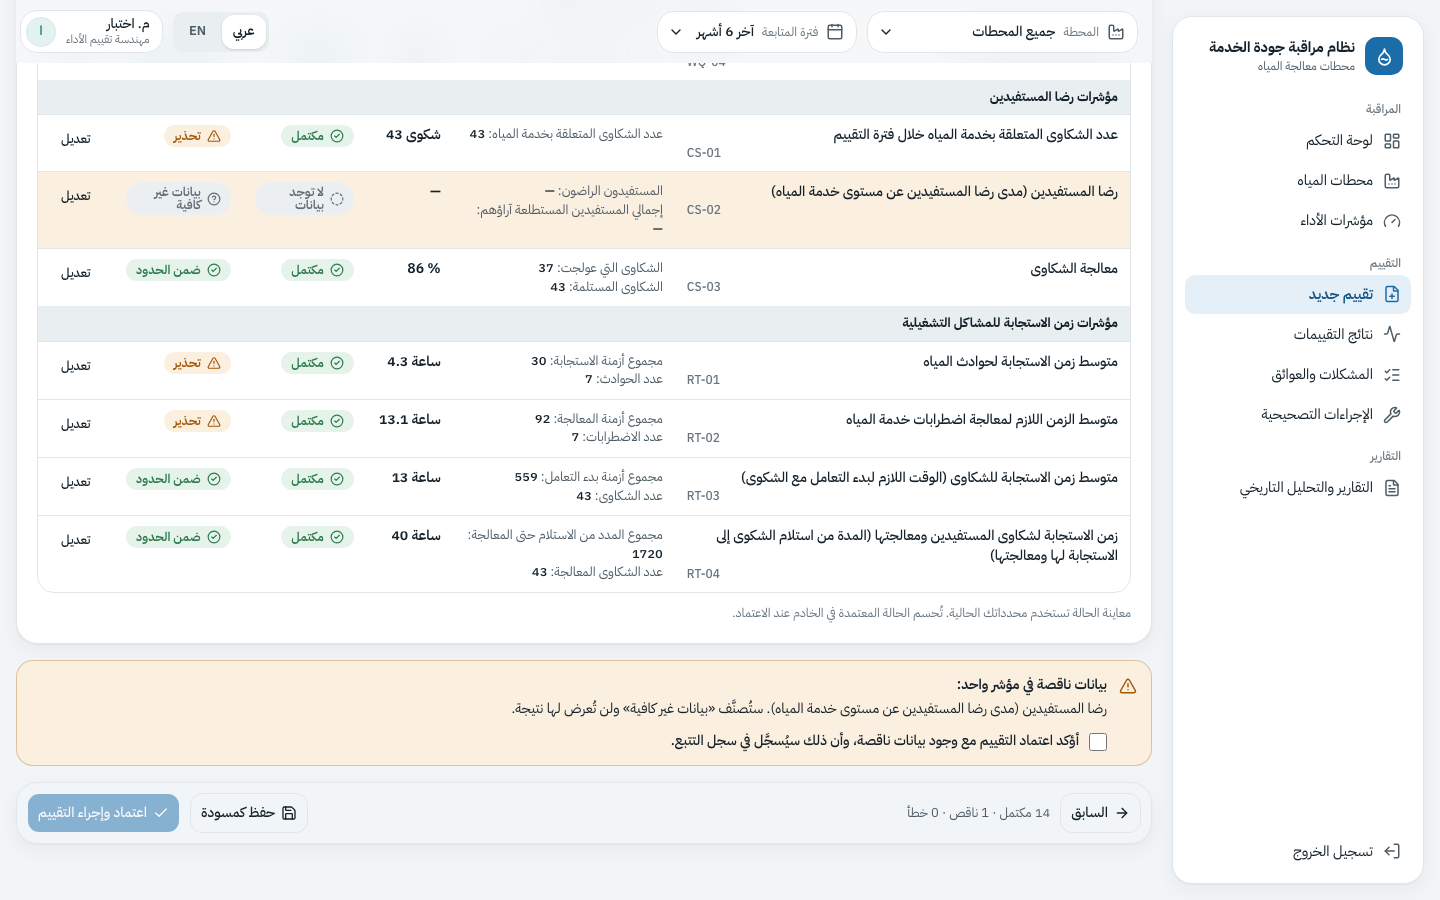 نظام مراقبة جودة الخدمة
محطات معالجة المياه
المراقبة
لوحة التحكم
محطات المياه
مؤشرات الأداء
التقييم
تقييم جديد
نتائج التقييمات
المشكلات والعوائق
الإجراءات التصحيحية
التقارير
التقارير والتحليل التاريخي
تسجيل الخروج
المحطة جميع المحطات
فترة المتابعة آخر 6 أشهر
عربي EN
م. اختبار
مهندسة تقييم الأداء
ا
مؤشرات رضا المستفيدين
عدد الشكاوى المتعلقة بخدمة المياه خلال فترة التقييم
CS-01
عدد الشكاوى المتعلقة بخدمة المياه: 43
43 شكوى
مكتمل
تحذير
تعديل
رضا المستفيدين (مدى رضا المستفيدين عن مستوى خدمة المياه)
CS-02
المستفيدون الراضون: —
إجمالي المستفيدين المستطلعة آراؤهم:
—
—
لا توجد
بيانات
بيانات غير
كافية
تعديل
معالجة الشكاوى
CS-03
الشكاوى التي عولجت: 37
الشكاوى المستلمة: 43
86 %
مكتمل
ضمن الحدود
تعديل
مؤشرات زمن الاستجابة للمشاكل التشغيلية
متوسط زمن الاستجابة لحوادث المياه
RT-01
مجموع أزمنة الاستجابة: 30
عدد الحوادث: 7
4.3 ساعة
مكتمل
تحذير
تعديل
متوسط الزمن اللازم لمعالجة اضطرابات خدمة المياه
RT-02
مجموع أزمنة المعالجة: 92
عدد الاضطرابات: 7
13.1 ساعة
مكتمل
تحذير
تعديل
متوسط زمن الاستجابة للشكاوى (الوقت اللازم لبدء التعامل مع الشكوى)
RT-03
مجموع أزمنة بدء التعامل: 559
عدد الشكاوى: 43
13 ساعة
مكتمل
ضمن الحدود
تعديل
زمن الاستجابة لشكاوى المستفيدين ومعالجتها (المدة من استلام الشكوى إلى
الاستجابة لها ومعالجتها)
RT-04
مجموع المدد من الاستلام حتى المعالجة:
1720
عدد الشكاوى المعالجة: 43
40 ساعة
مكتمل
ضمن الحدود
تعديل
معاينة الحالة تستخدم محدداتك الحالية. تُحسم الحالة المعتمدة في الخادم عند الاعتماد.
بيانات ناقصة في مؤشر واحد:
رضا المستفيدين (مدى رضا المستفيدين عن مستوى خدمة المياه). ستُصنَّف «بيانات غير كافية» ولن تُعرض لها نتيجة.
أؤكد اعتماد التقييم مع وجود بيانات ناقصة، وأن ذلك سيُسجَّل في سجل التتبع.
السابق
14 مكتمل · 1 ناقص · 0 خطأ
حفظ كمسودة
اعتماد وإجراء التقييم